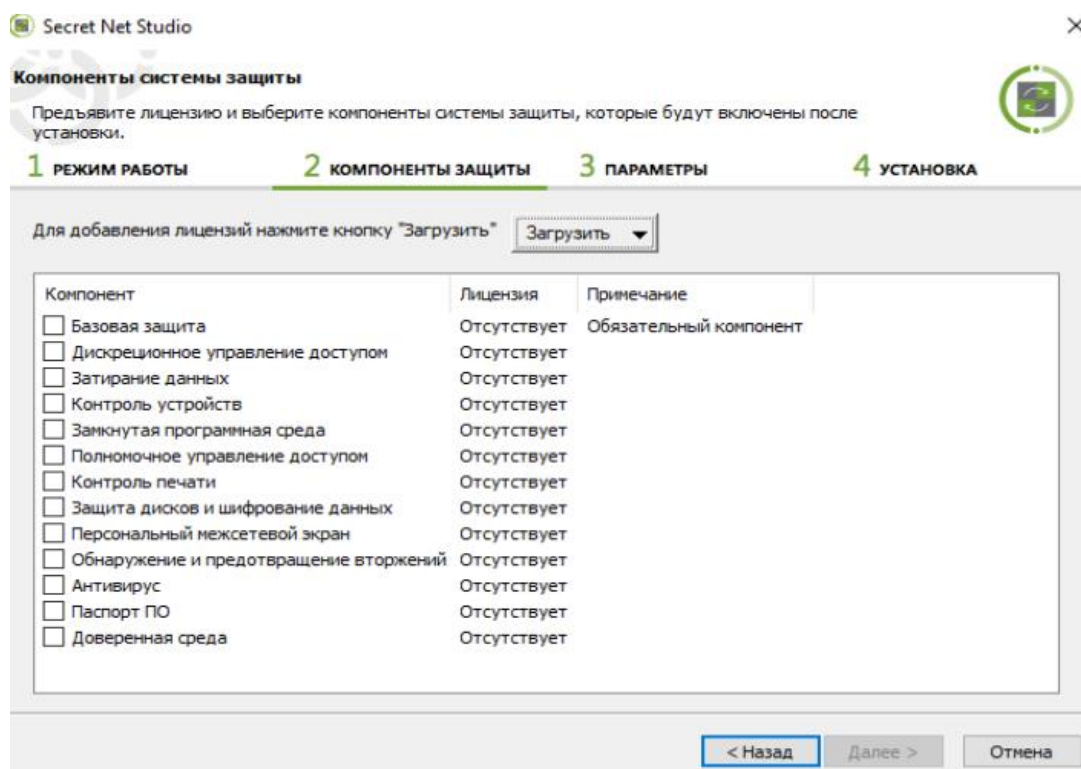 Secret Net Studio
Компоненты системы защиты
Предъявите лицензию и выберите компоненты системы защиты, которые будут включены после
установки.
1 РЕЖИМ РАБОТЫ 2 КОМПОНЕНТЫ ЗАЩИТЫ 3 ПАРАМЕТРЫ 4 УСТАНОВКА
Для добавления лицензий нажмите кнопку "Загрузить" Загрузить
Компонент Лицензия Примечание
Базовая защита Отсутствует Обязательный компонент
Дискреционное управление доступом Отсутствует
Затирание данных Отсутствует
Контроль устройств Отсутствует
Замкнутая программная среда Отсутствует
Полномочное управление доступом Отсутствует
Контроль печати Отсутствует
Защита дисков и шифрование данных Отсутствует
Персональный межсетевой экран Отсутствует
Обнаружение и предотвращение вторжений Отсутствует
Антивирус Отсутствует
Паспорт ПО Отсутствует
Доверенная среда Отсутствует
< Назад Далее > Отмена